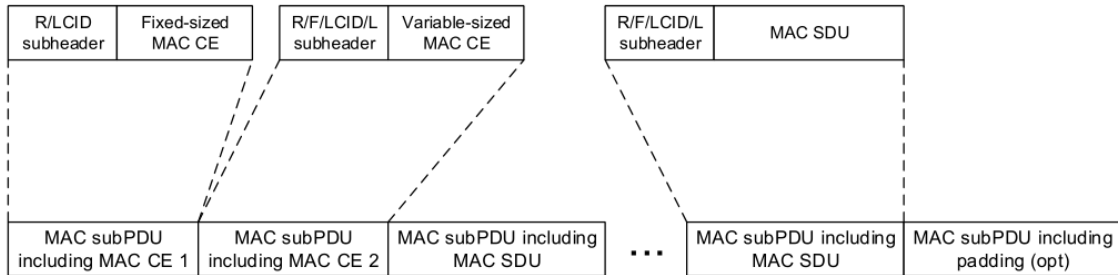 R/LCID
subheader
Fixed-sized
MAC CE
R/F/LCID/L
subheader
Variable-sized
MAC CE
R/F/LCID/L
subheader
MAC SDU
MAC subPDU
including MAC CE 1
MAC subPDU
including MAC CE 2
MAC subPDU including
MAC SDU
...
MAC subPDU including
MAC SDU
MAC subPDU including
padding (opt)